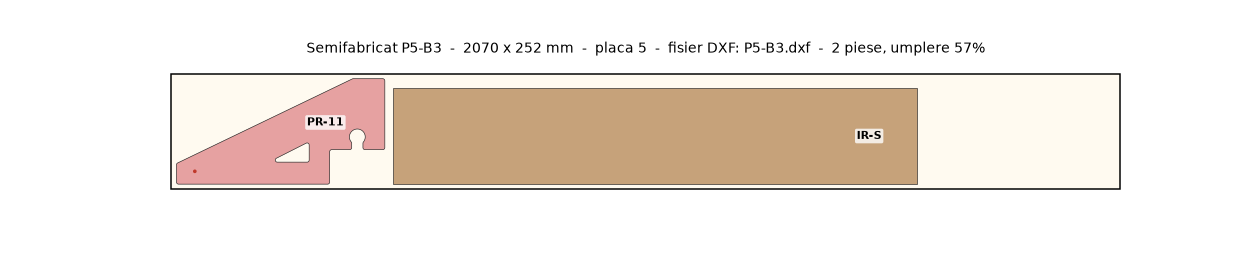 Semifabricat P5-B3  -  2070 x 252 mm  -  placa 5  -  fisier DXF: P5-B3.dxf  -  2 piese, umplere 57%
PR-11
IR-S